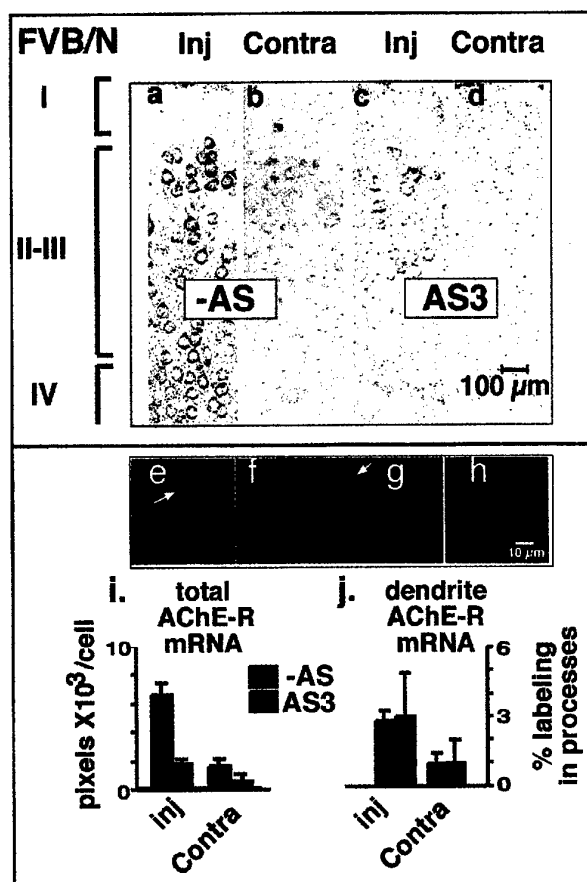 FVB/N Inj Contra Inj Contra
I
a b c d
II-III
-AS AS3
IV
100 µm
e f g h
10 µm
i. total AChE-R mRNA
j. dendrite AChE-R mRNA
10
0
pixels X10³/cell
-AS
AS3
6
3
0
% labeling in processes
inj
Contra
inj
Contra